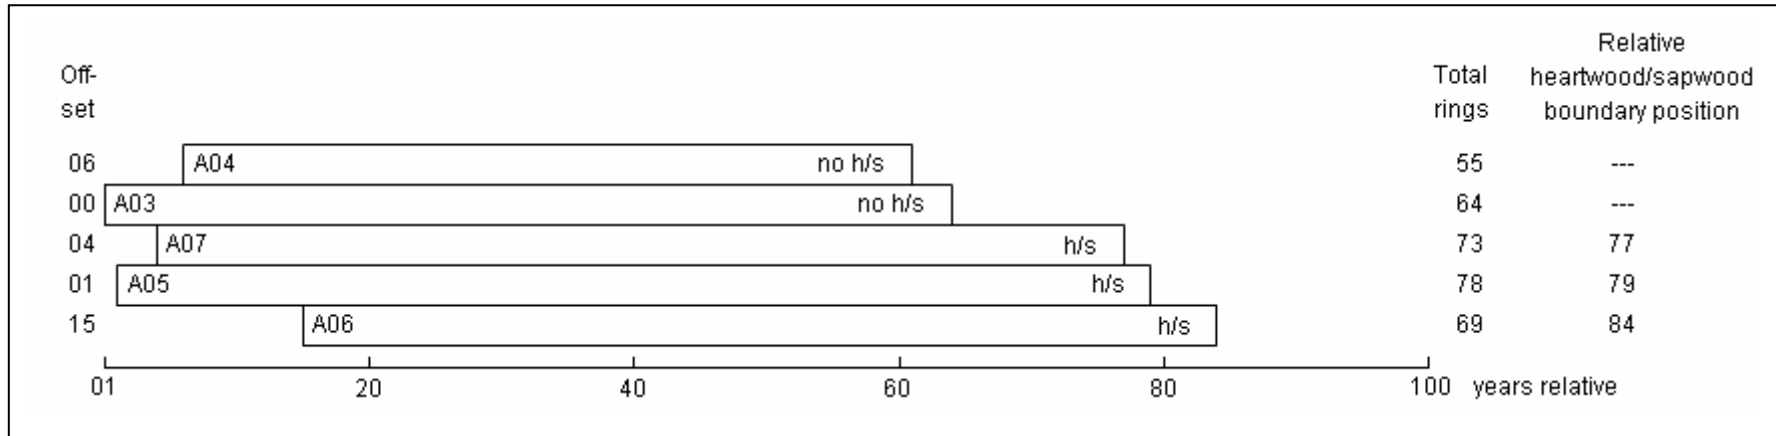 Relative
Off- Total heartwood/sapwood
set rings boundary position
06 A04 no h/s 55 ---
00 A03 no h/s 64 ---
04 A07 h/s 73 77
01 A05 h/s 78 79
15 A06 h/s 69 84
01 20 40 60 80 100 years relative